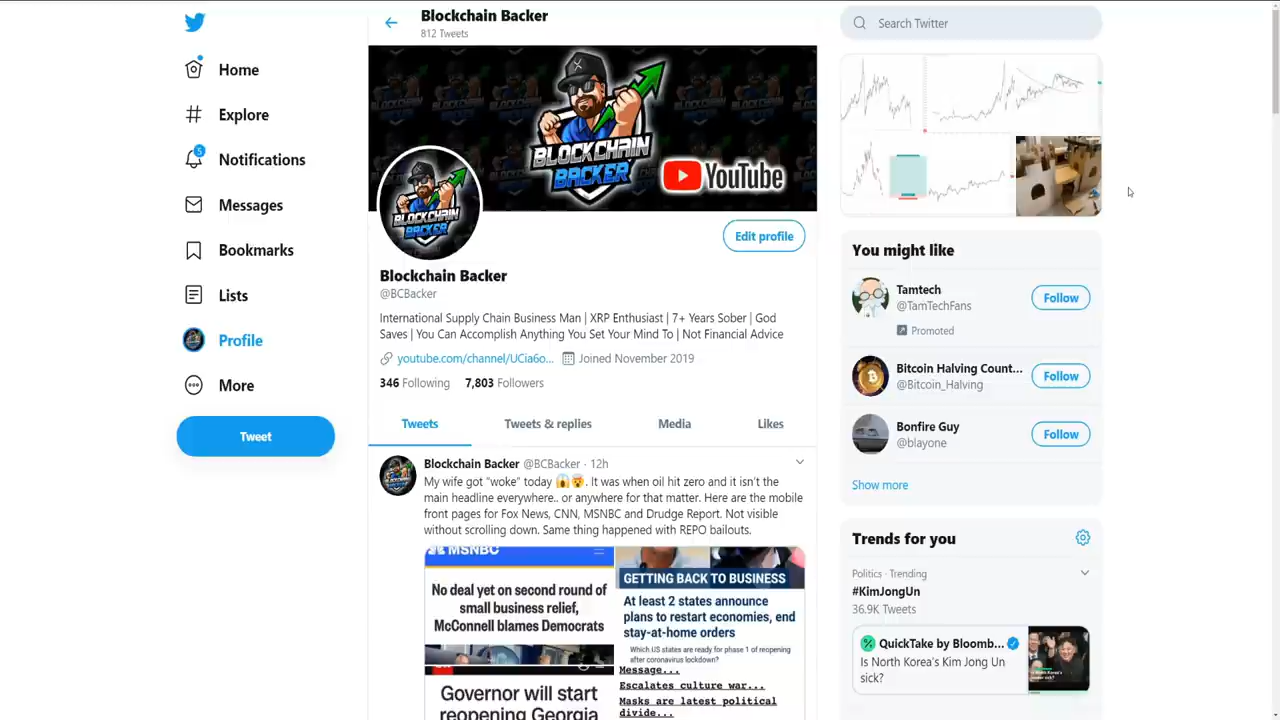 Home
Explore
5
Notifications
Messages
Bookmarks
Lists
Profile
More
Tweet
Blockchain Backer
812 Tweets
BLOCKCHAIN
BACKER
YouTube
BLOCKCHAIN
BACKER
Edit profile
Blockchain Backer
@BCBacker
International Supply Chain Business Man | XRP Enthusiast | 7+ Years Sober | God
Saves | You Can Accomplish Anything You Set Your Mind To | Not Financial Advice
youtube.com/channel/UCia6o... Joined November 2019
346 Following 7,803 Followers
Tweets Tweets & replies Media Likes
Blockchain Backer @BCBacker · 12h
My wife got "woke" today 😱🤯. It was when oil hit zero and it isn't the
main headline everywhere.. or anywhere for that matter. Here are the mobile
front pages for Fox News, CNN, MSNBC and Drudge Report. Not visible
without scrolling down. Same thing happened with REPO bailouts.
MSNBC
No deal yet on second round of
small business relief,
McConnell blames Democrats
Governor will start
reopening Georgia
GETTING BACK TO BUSINESS
At least 2 states announce
plans to restart economies, end
stay-at-home orders
Which US states are ready for phase 1 of reopening
after coronavirus lockdown?
Message...
Escalates culture war...
Masks are latest political
divide...
Search Twitter
You might like
Tamtech
@TamTechFans
Promoted
Follow
Bitcoin Halving Count...
@Bitcoin_Halving
Follow
Bonfire Guy
@blayone
Follow
Show more
Trends for you
Politics · Trending
#KimJongUn
36.9K Tweets
QuickTake by Bloomb...
Is North Korea's Kim Jong Un
sick?